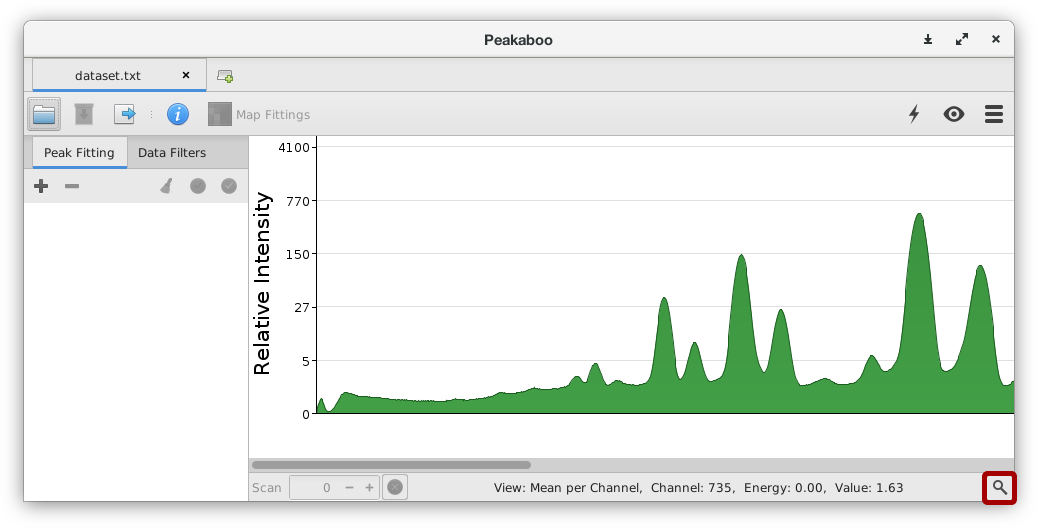 Peakaboo
dataset.txt
Map Fittings
Peak Fitting Data Filters
Relative Intensity
4100
770
150
27
5
0
Scan 0 View: Mean per Channel, Channel: 735, Energy: 0.00, Value: 1.63